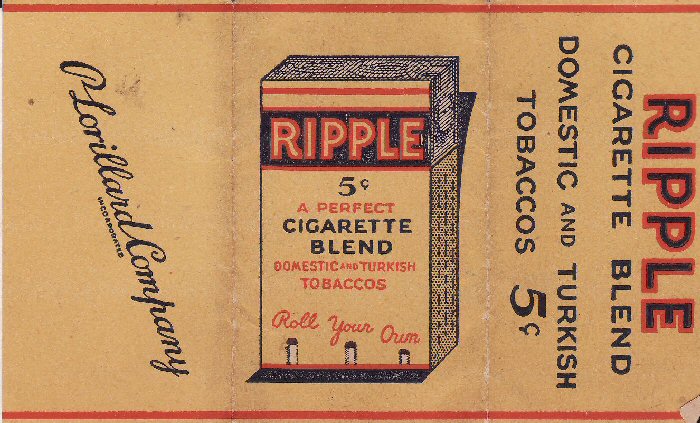 P. Lorillard Company
INCORPORATED
RIPPLE
5¢
A PERFECT
CIGARETTE
BLEND
DOMESTIC AND TURKISH
TOBACCOS
Roll Your Own
RIPPLE
CIGARETTE BLEND
DOMESTIC AND TURKISH
TOBACCOS 5¢